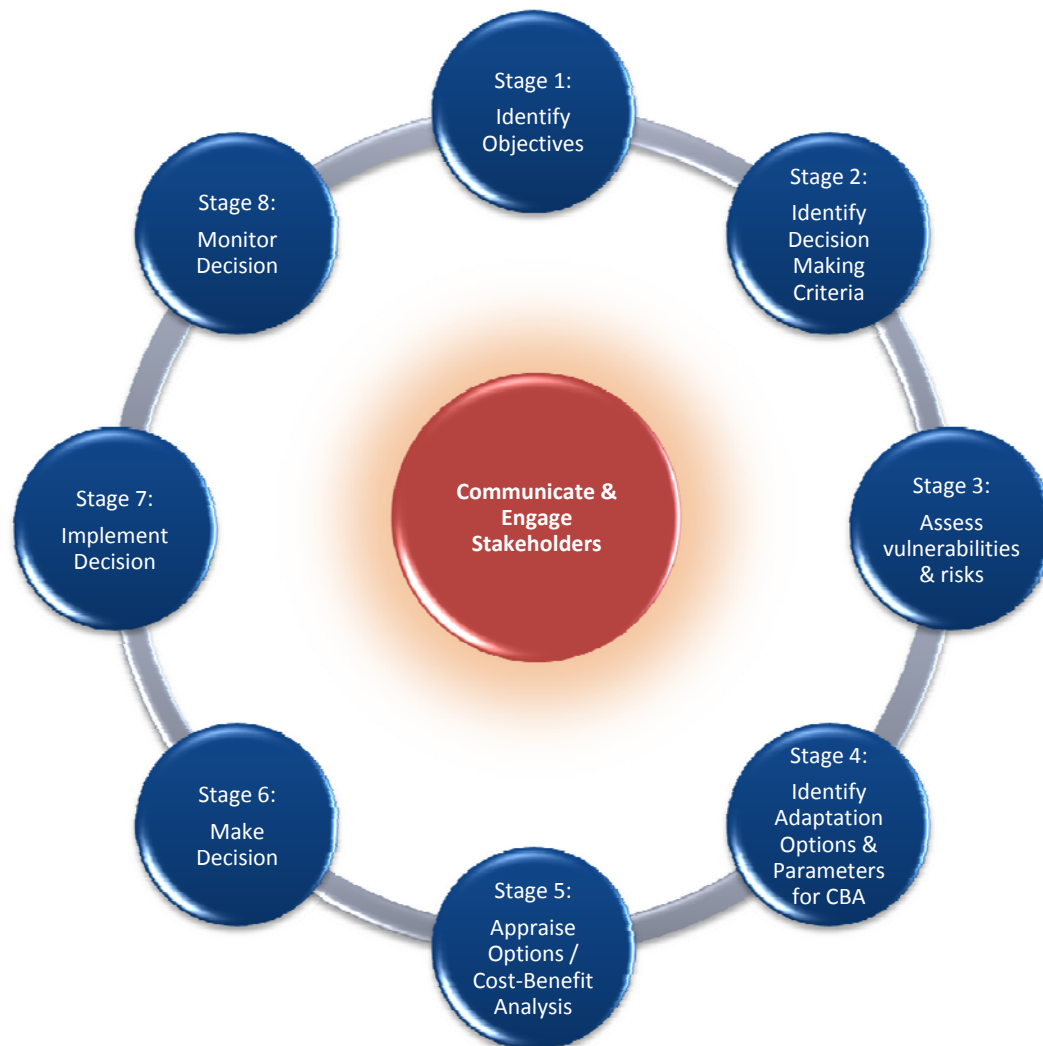 Stage 1:
Identify
Objectives
Stage 2:
Identify
Decision
Making
Criteria
Stage 3:
Assess
vulnerabilities
& risks
Stage 4:
Identify
Adaptation
Options &
Parameters
for CBA
Stage 5:
Appraise
Options /
Cost-Benefit
Analysis
Stage 6:
Make
Decision
Stage 7:
Implement
Decision
Stage 8:
Monitor
Decision
Communicate &
Engage
Stakeholders